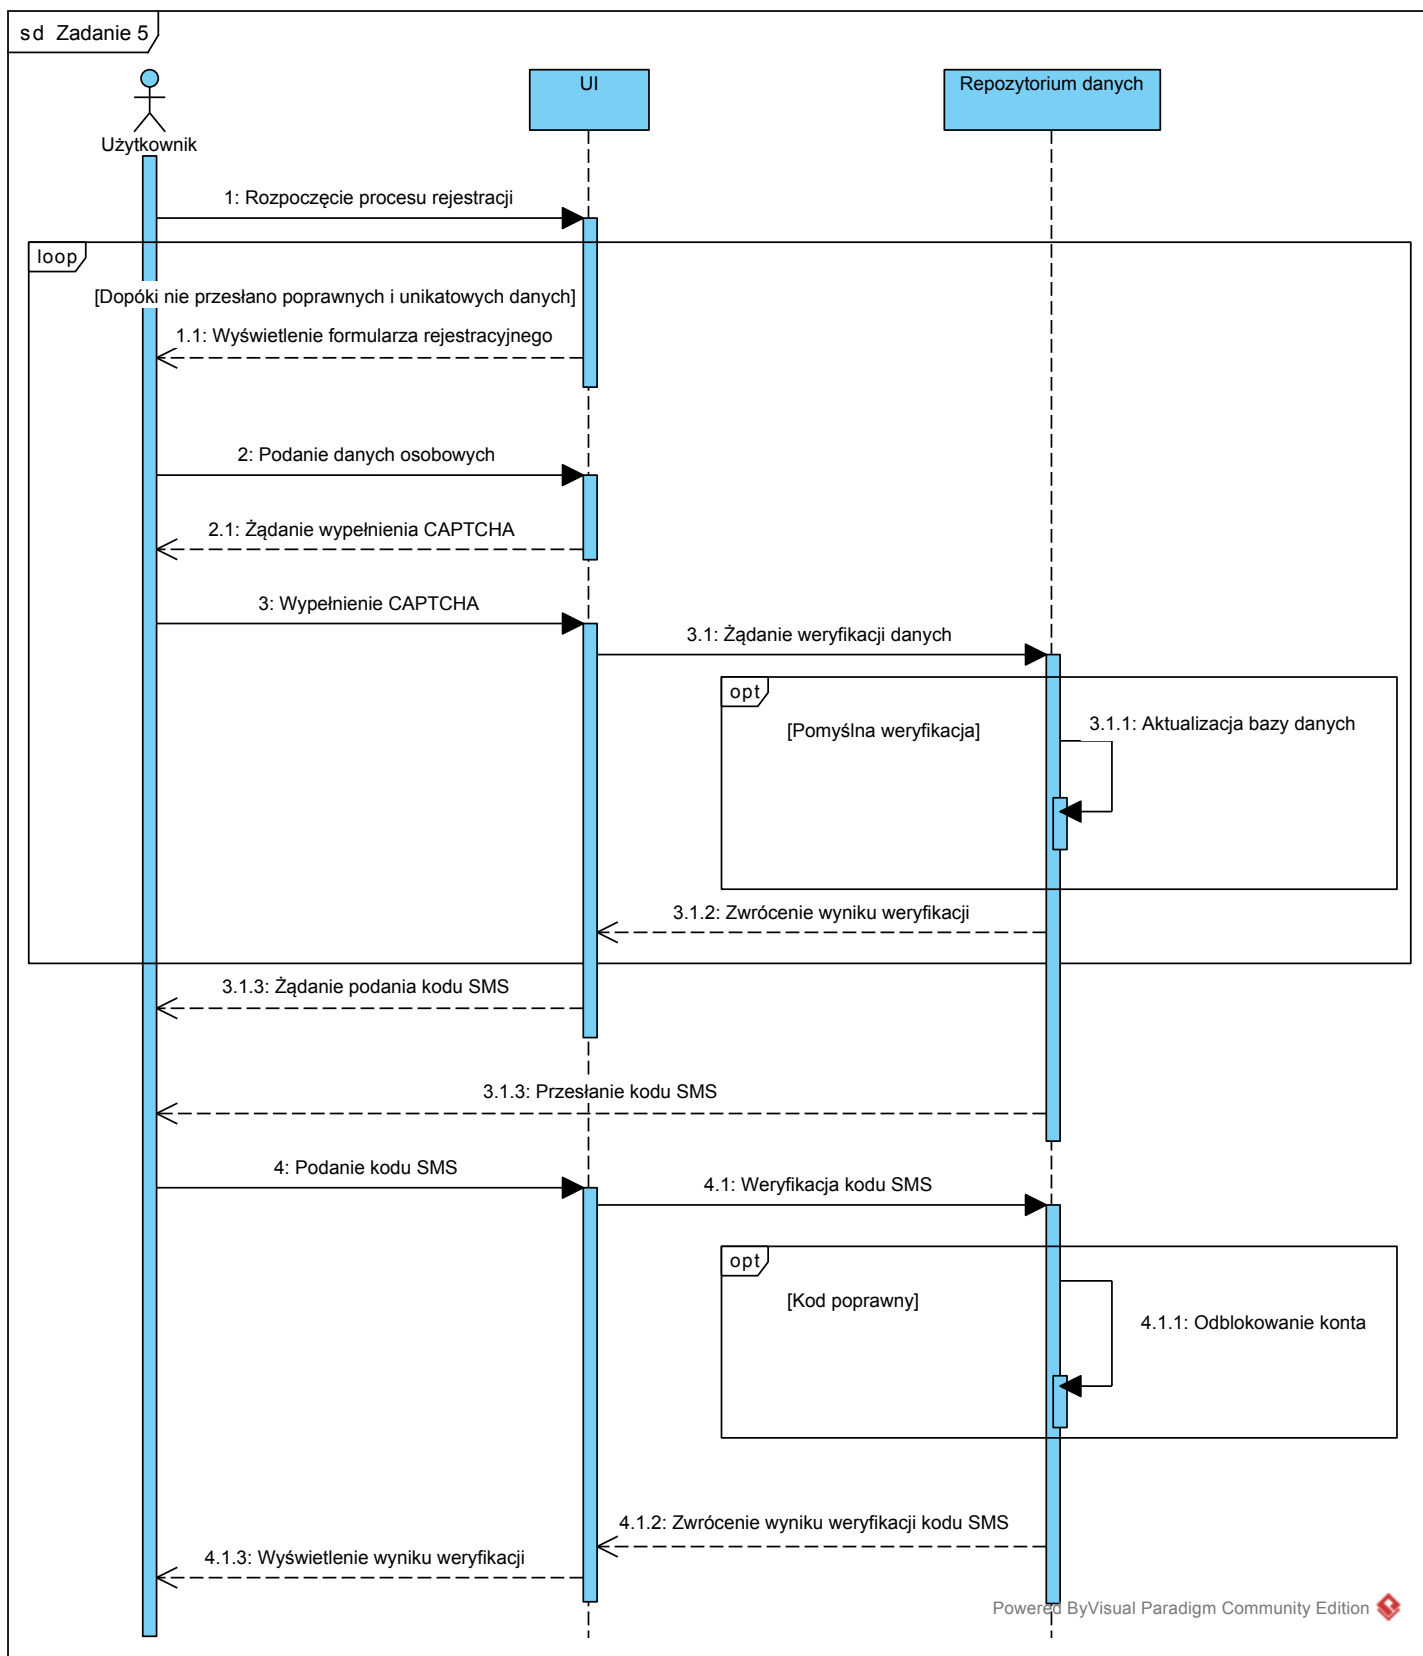 sd Zadanie 5
Użytkownik
UI
Repozytorium danych
1: Rozpoczęcie procesu rejestracji
loop
[Dopóki nie przesłano poprawnych i unikatowych danych]
1.1: Wyświetlenie formularza rejestracyjnego
2: Podanie danych osobowych
2.1: Żądanie wypełnienia CAPTCHA
3: Wypełnienie CAPTCHA
3.1: Żądanie weryfikacji danych
opt
[Pomyślna weryfikacja]
3.1.1: Aktualizacja bazy danych
3.1.2: Zwrócenie wyniku weryfikacji
3.1.3: Żądanie podania kodu SMS
3.1.3: Przesłanie kodu SMS
4: Podanie kodu SMS
4.1: Weryfikacja kodu SMS
opt
[Kod poprawny]
4.1.1: Odblokowanie konta
4.1.2: Zwrócenie wyniku weryfikacji kodu SMS
4.1.3: Wyświetlenie wyniku weryfikacji
Powered ByVisual Paradigm Community Edition